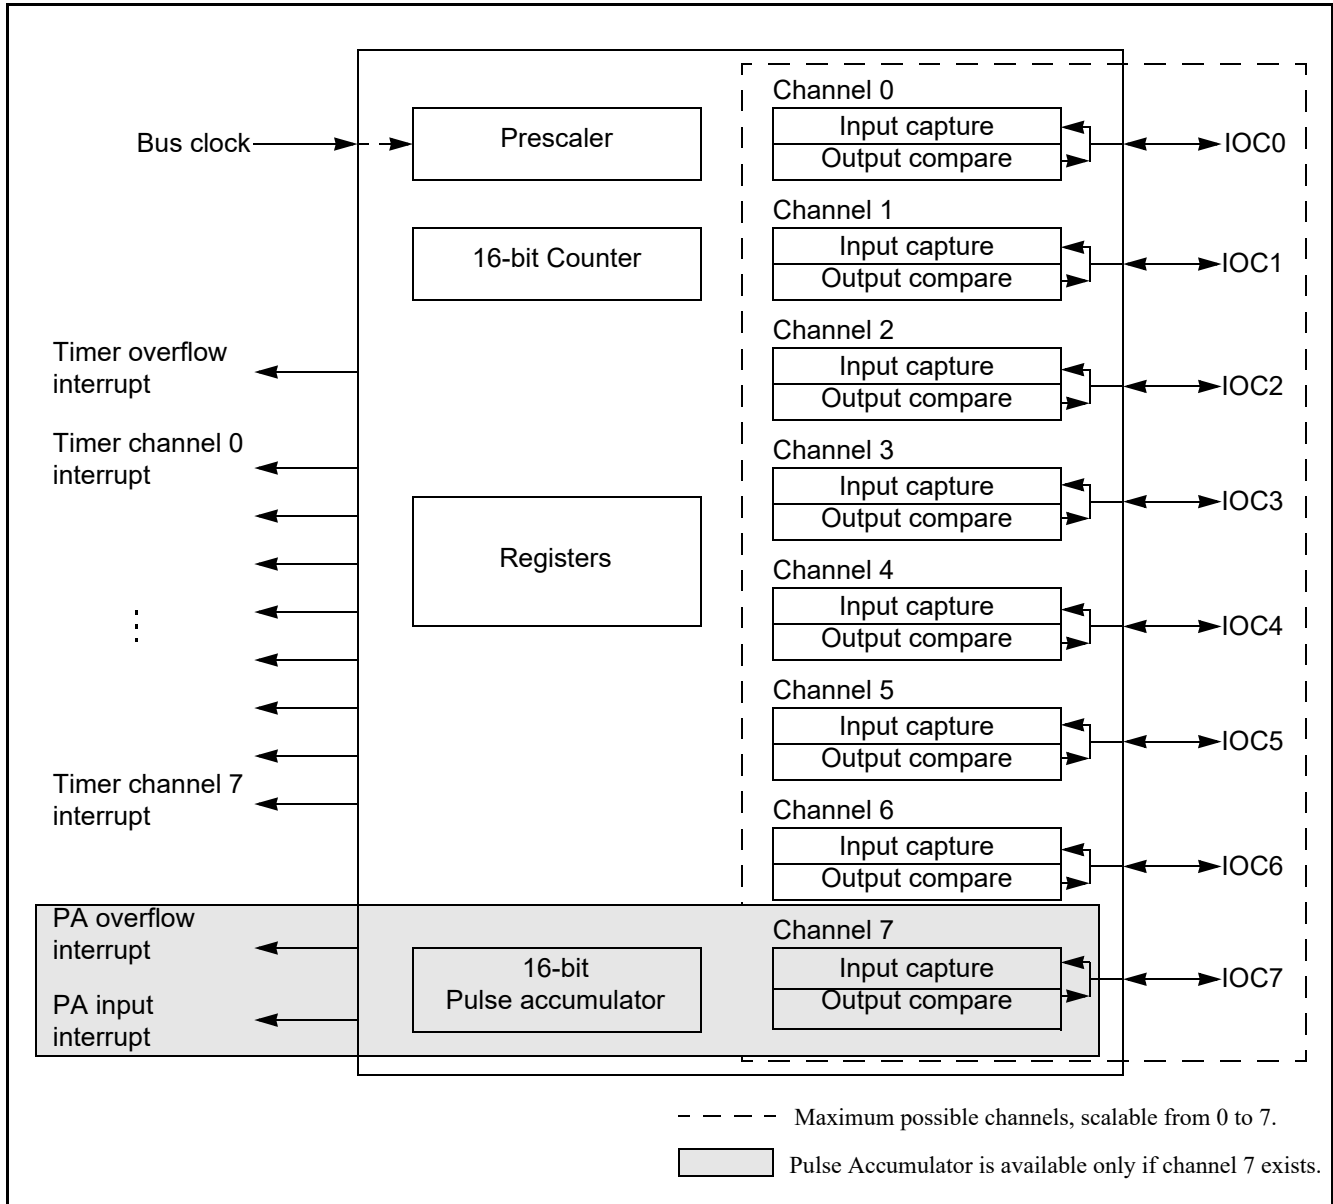 Bus clock
Prescaler
16-bit Counter
Timer overflow
interrupt
Timer channel 0
interrupt
Registers
Timer channel 7
interrupt
PA overflow
interrupt
PA input
interrupt
16-bit
Pulse accumulator
Channel 0
Input capture
Output compare
IOC0
Channel 1
Input capture
Output compare
IOC1
Channel 2
Input capture
Output compare
IOC2
Channel 3
Input capture
Output compare
IOC3
Channel 4
Input capture
Output compare
IOC4
Channel 5
Input capture
Output compare
IOC5
Channel 6
Input capture
Output compare
IOC6
Channel 7
Input capture
Output compare
IOC7
Maximum possible channels, scalable from 0 to 7.
Pulse Accumulator is available only if channel 7 exists.